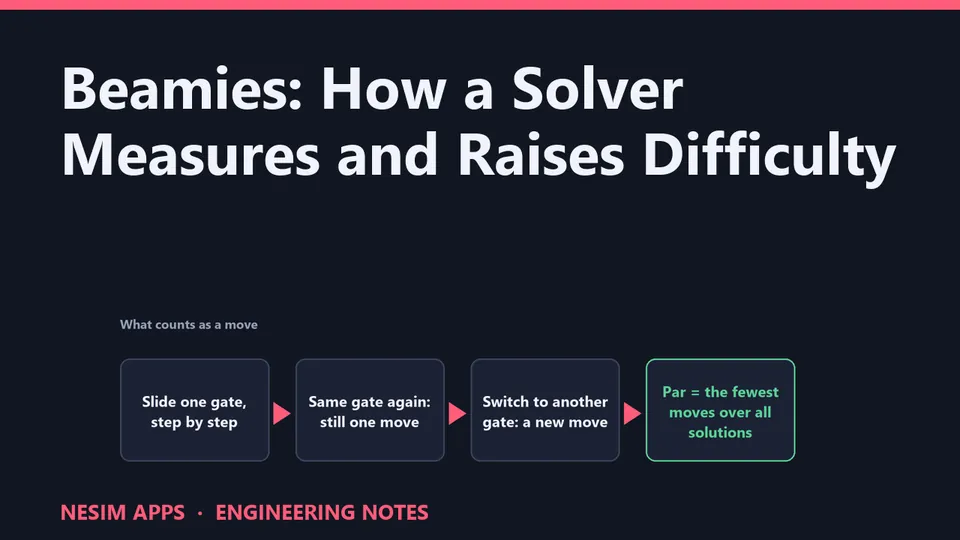 Beamies: How a Solver
Measures and Raises Difficulty
What counts as a move
Slide one gate,
step by step
Same gate again:
still one move
Switch to another
gate: a new move
Par = the fewest
moves over all
solutions
NESIM APPS · ENGINEERING NOTES